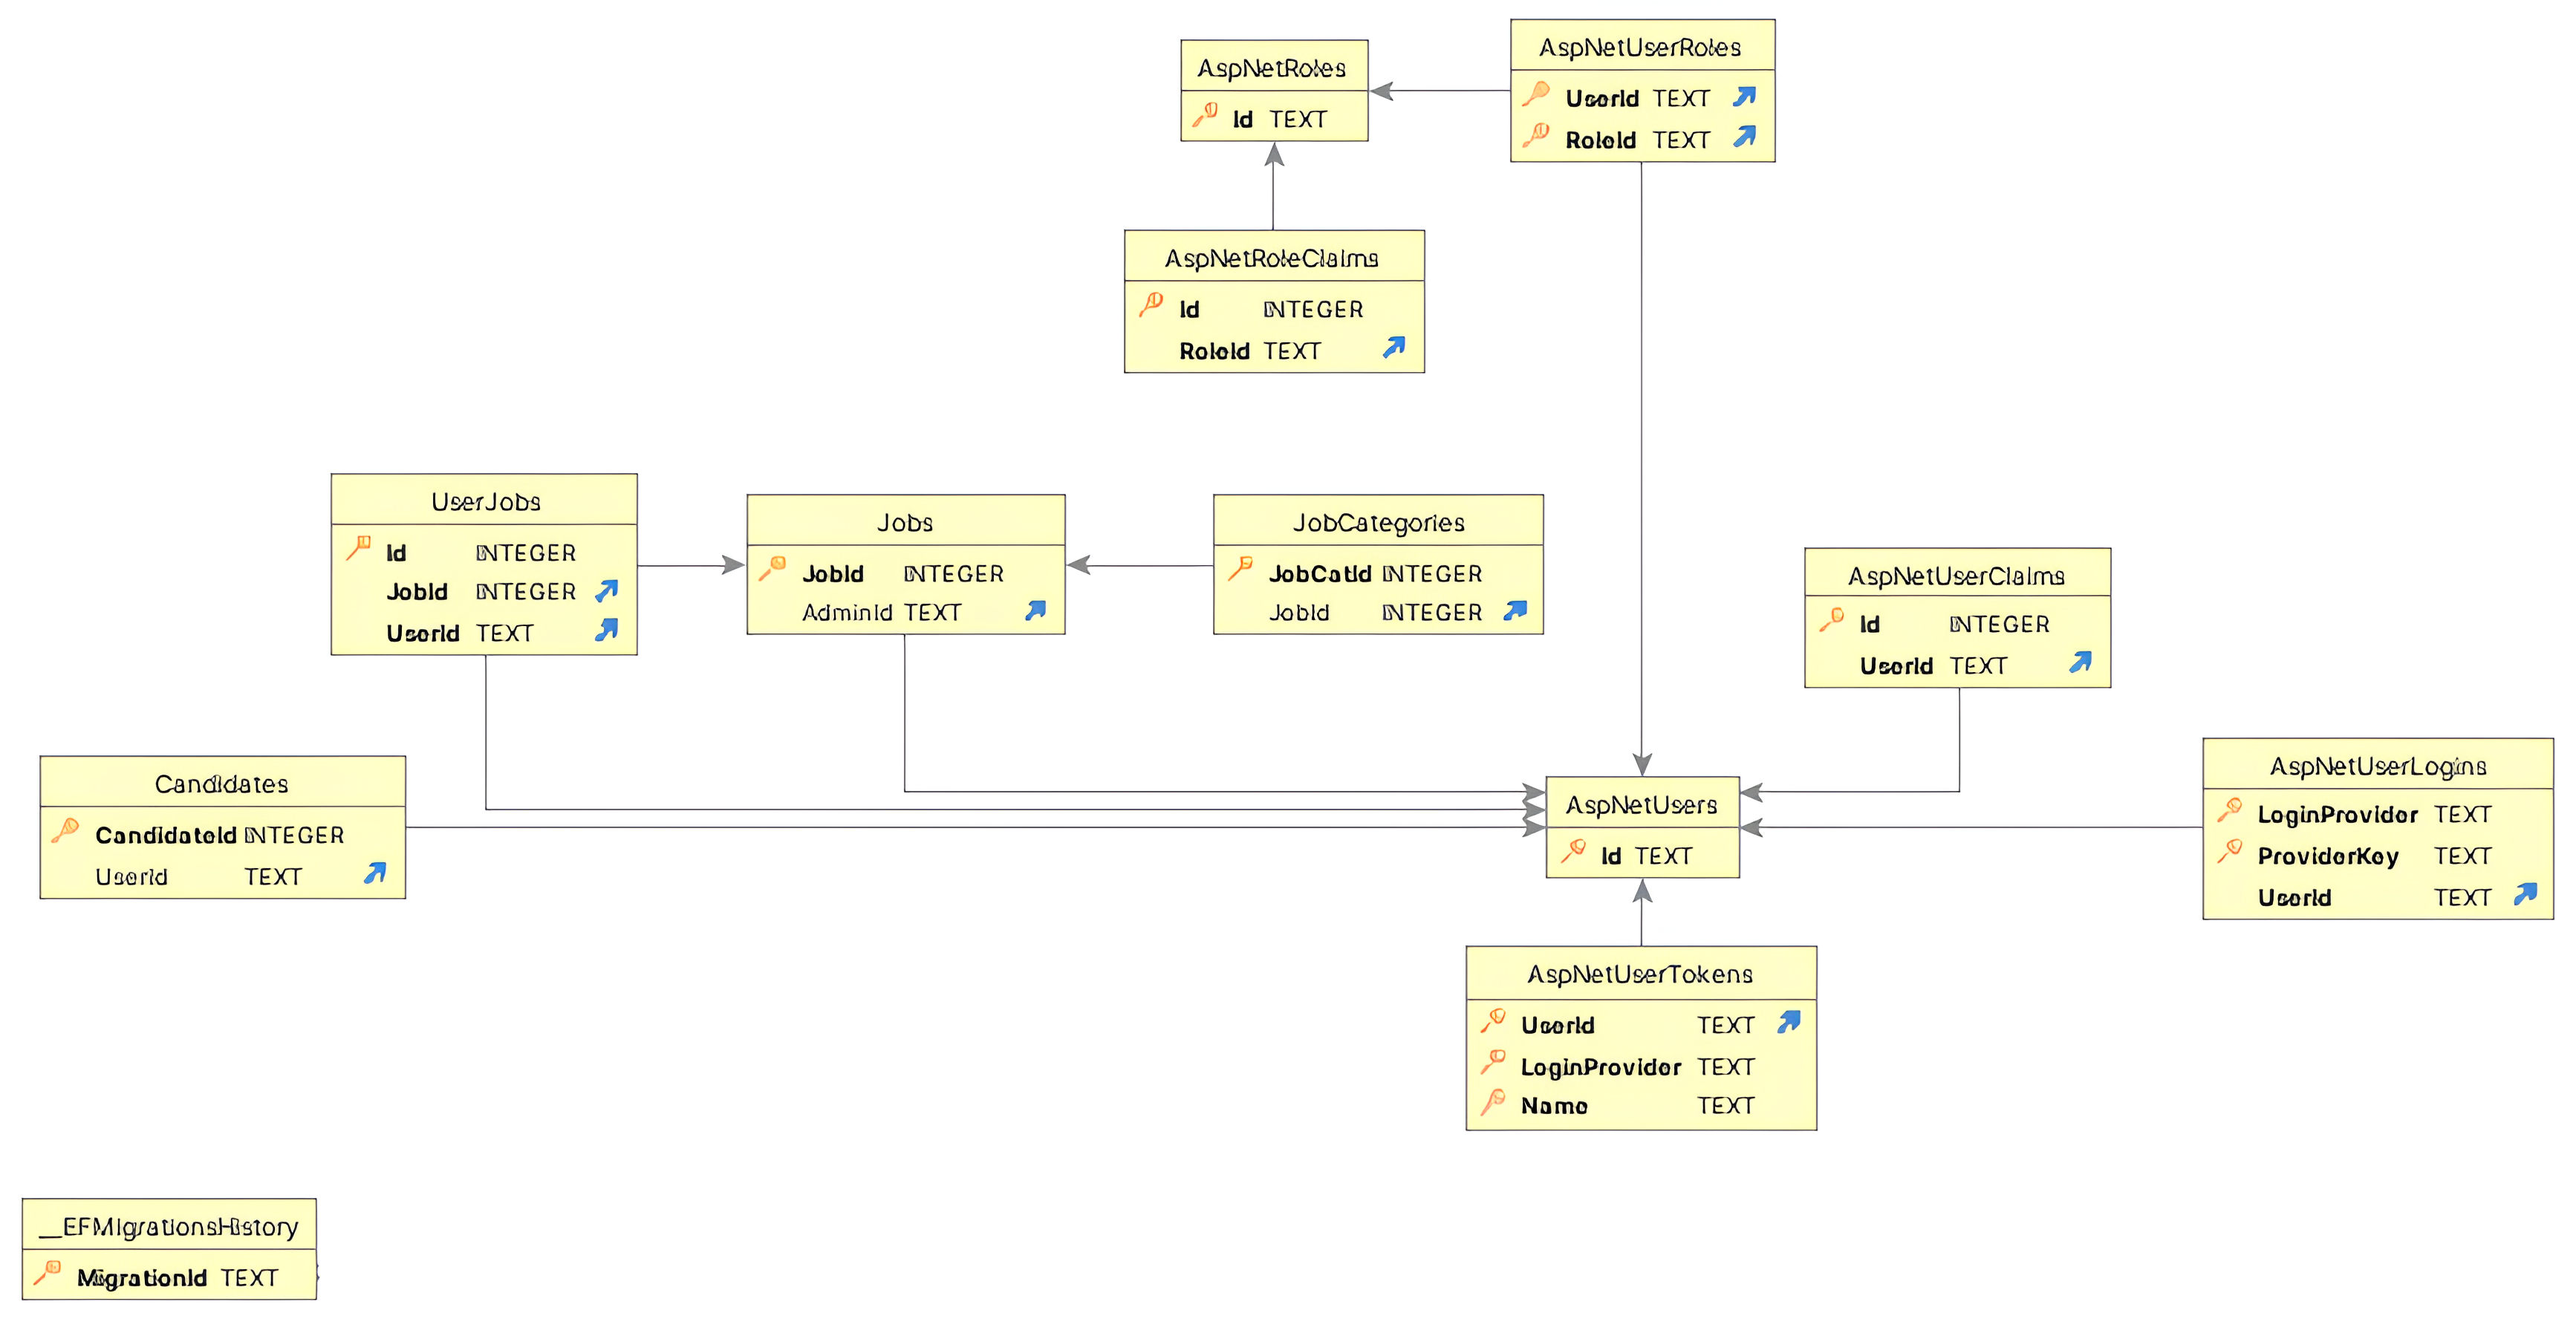 AspNetRoles
Id TEXT
AspNetUserRoles
UserId TEXT
RoleId TEXT
AspNetRoleClaims
Id INTEGER
RoleId TEXT
UserJobs
Id INTEGER
JobId INTEGER
UserId TEXT
Jobs
JobId INTEGER
AdminId TEXT
JobCategories
JobCatId INTEGER
JobId INTEGER
AspNetUserClaims
Id INTEGER
UserId TEXT
Candidates
CandidateId INTEGER
UserId TEXT
AspNetUsers
Id TEXT
AspNetUserLogins
LoginProvider TEXT
ProviderKey TEXT
UserId TEXT
AspNetUserTokens
UserId TEXT
LoginProvider TEXT
Name TEXT
__EFMigrationsHistory
MigrationId TEXT